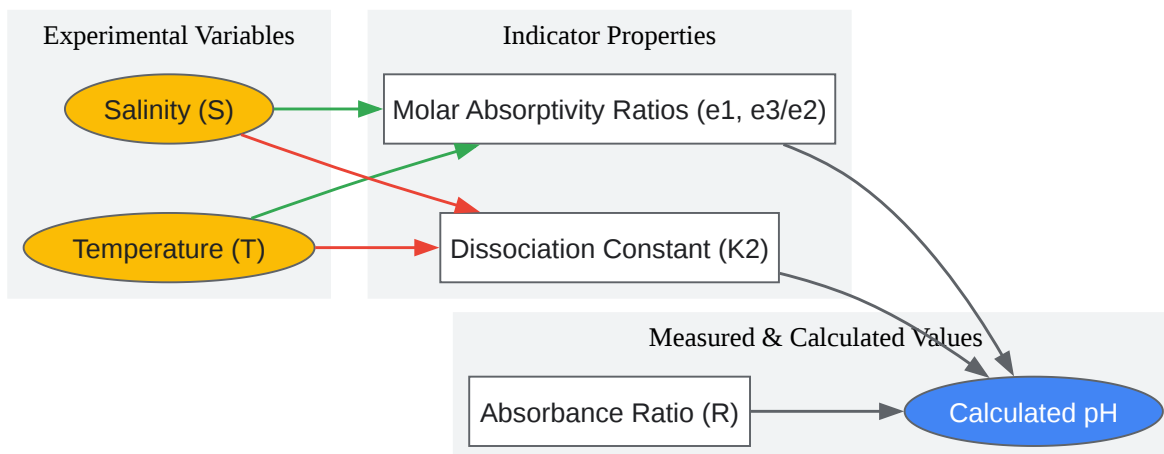 Experimental Variables
Indicator Properties
Salinity (S)
Molar Absorptivity Ratios (e1, e3/e2)
Temperature (T)
Dissociation Constant (K2)
Measured & Calculated Values
Absorbance Ratio (R)
Calculated pH